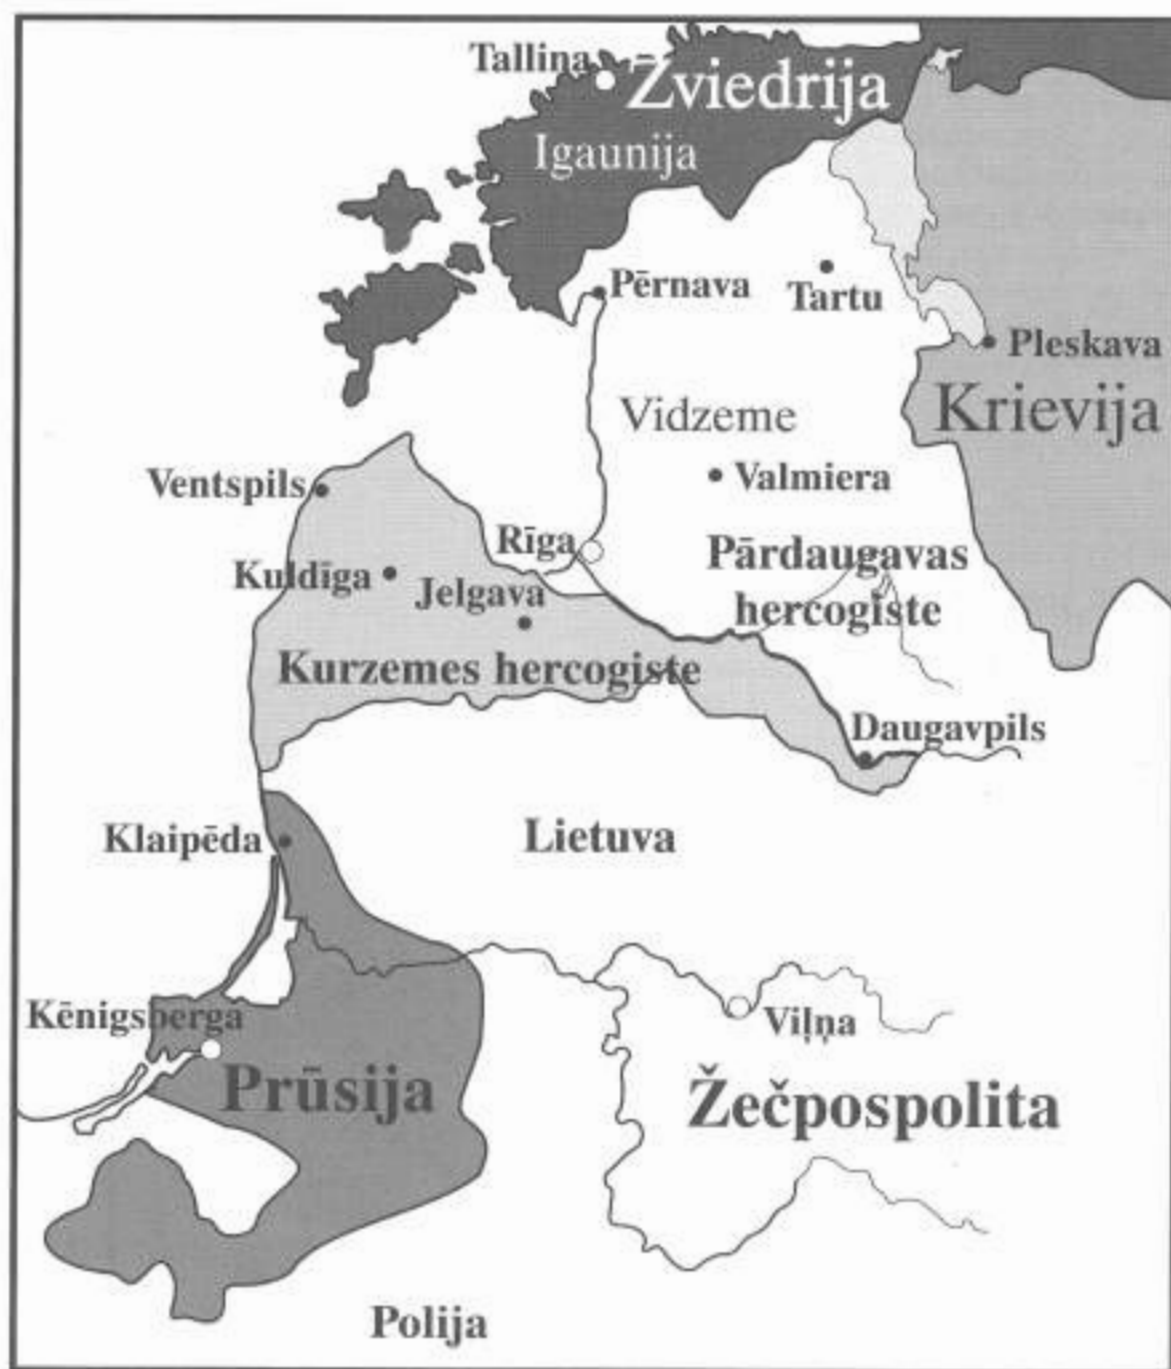 Tallina
Zviedrija
Igaunija
Pērnava
Tartu
Pleskava
Krievija
Vidzeme
Ventspils
Valmiera
Rīga
Pārdaugavas
hercogiste
Kuldīga
Jelgava
Kurzemes hercogiste
Daugavpils
Klaipēda
Lietuva
Kēnigsberga
Viļņa
Prūsija
Žečpospolita
Polija